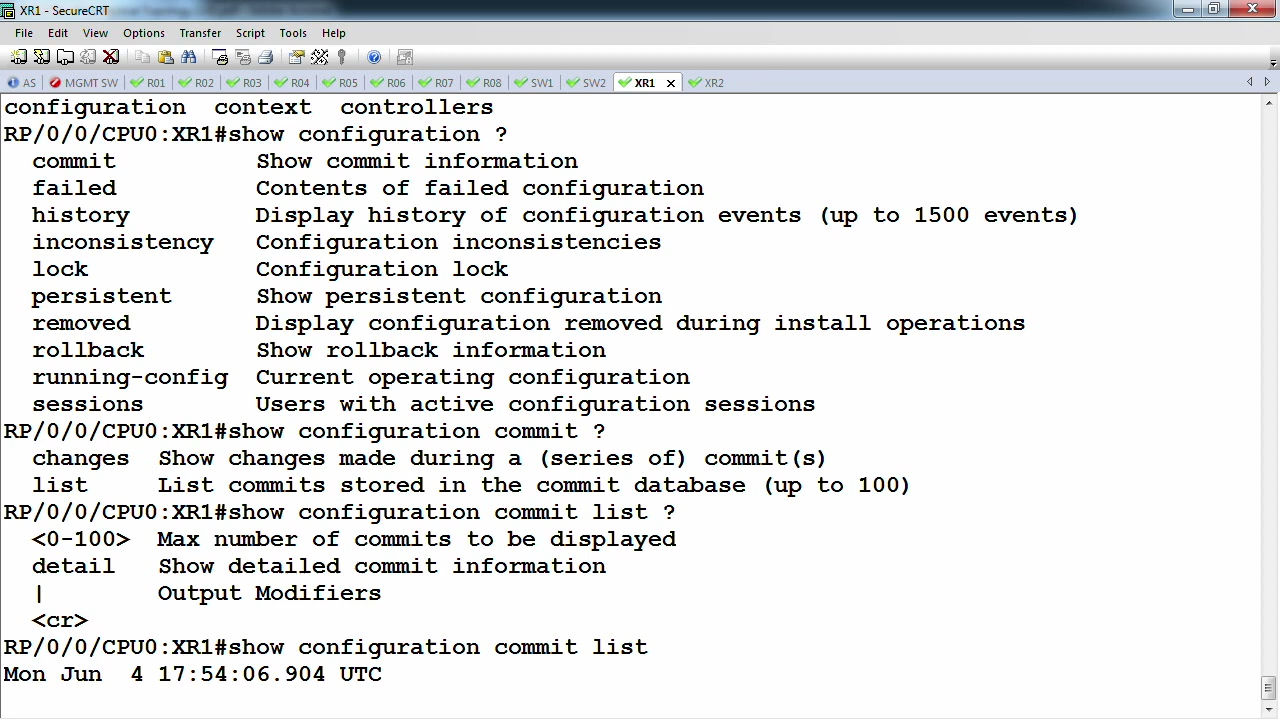 XR1 - SecureCRT
File Edit View Options Transfer Script Tools Help
AS MGMT SW R01 R02 R03 R04 R05 R06 R07 R08 SW1 SW2 XR1 XR2
configuration  context  controllers
RP/0/0/CPU0:XR1#show configuration ?
  commit          Show commit information
  failed          Contents of failed configuration
  history         Display history of configuration events (up to 1500 events)
  inconsistency   Configuration inconsistencies
  lock            Configuration lock
  persistent      Show persistent configuration
  removed         Display configuration removed during install operations
  rollback        Show rollback information
  running-config  Current operating configuration
  sessions        Users with active configuration sessions
RP/0/0/CPU0:XR1#show configuration commit ?
  changes  Show changes made during a (series of) commit(s)
  list     List commits stored in the commit database (up to 100)
RP/0/0/CPU0:XR1#show configuration commit list ?
  <0-100>  Max number of commits to be displayed
  detail   Show detailed commit information
  |        Output Modifiers
  <cr>
RP/0/0/CPU0:XR1#show configuration commit list
Mon Jun  4 17:54:06.904 UTC